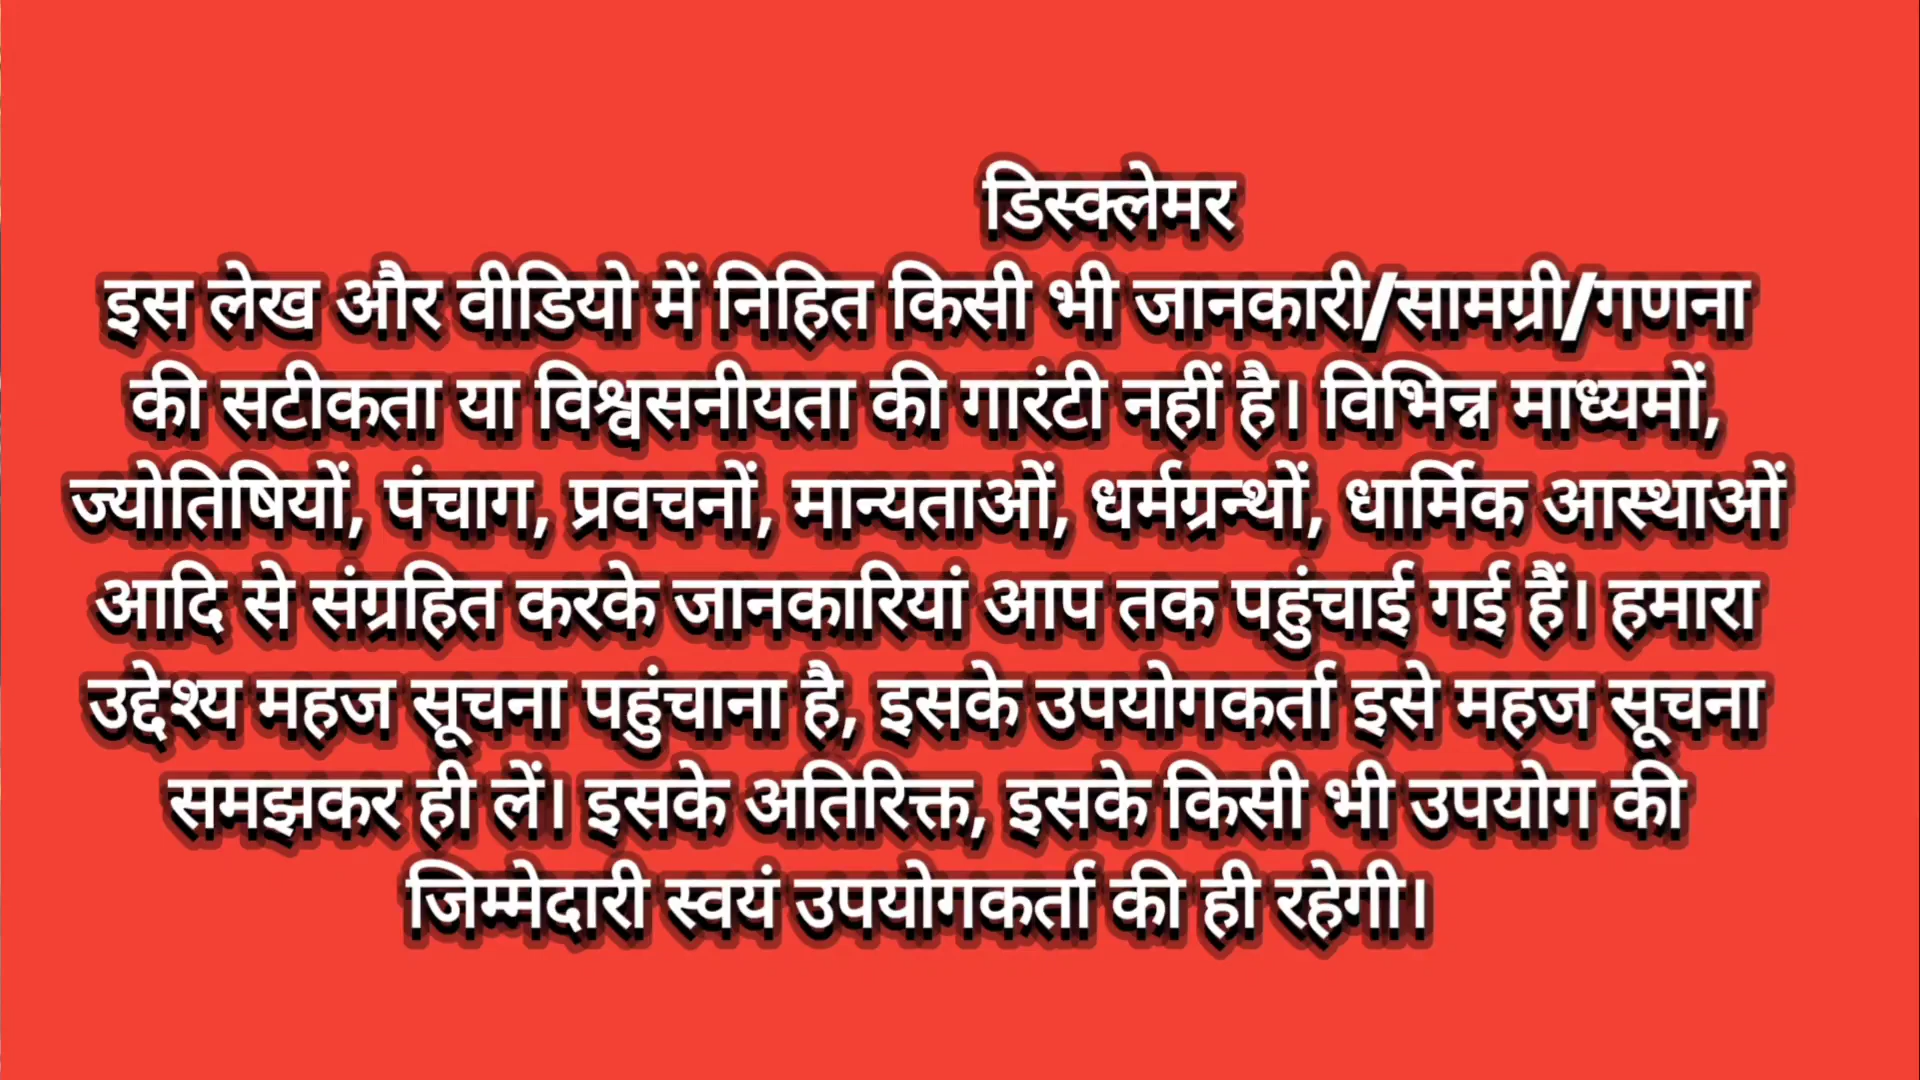 डिस्क्लेमर
इस लेख और वीडियो में निहित किसी भी जानकारी/सामग्री/गणना
की सटीकता या विश्वसनीयता की गारंटी नहीं है। विभिन्न माध्यमों,
ज्योतिषियों, पंचाग, प्रवचनों, मान्यताओं, धर्मग्रन्थों, धार्मिक आस्थाओं
आदि से संग्रहित करके जानकारियां आप तक पहुंचाई गई हैं। हमारा
उद्देश्य महज सूचना पहुंचाना है, इसके उपयोगकर्ता इसे महज सूचना
समझकर ही लें। इसके अतिरिक्त, इसके किसी भी उपयोग की
जिम्मेदारी स्वयं उपयोगकर्ता की ही रहेगी।